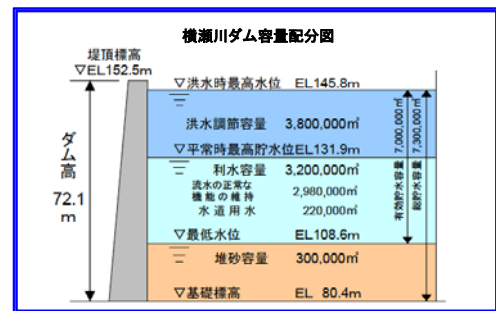 横瀬川ダム容量配分図
堤頂標高
▽EL152.5m
▽洪水時最高水位 EL145.8m
洪水調節容量 3,800,000㎥
▽平常時最高貯水位EL131.9m
利水容量 3,200,000㎥
流水の正常な
機能の維持 2,980,000㎥
水道用水 220,000㎥
▽最低水位 EL108.6m
堆砂容量 300,000㎥
▽基礎標高 EL 80.4m
ダム高
72.1
m
有効貯水容量 7,000,000㎥
総貯水容量 7,300,000㎥